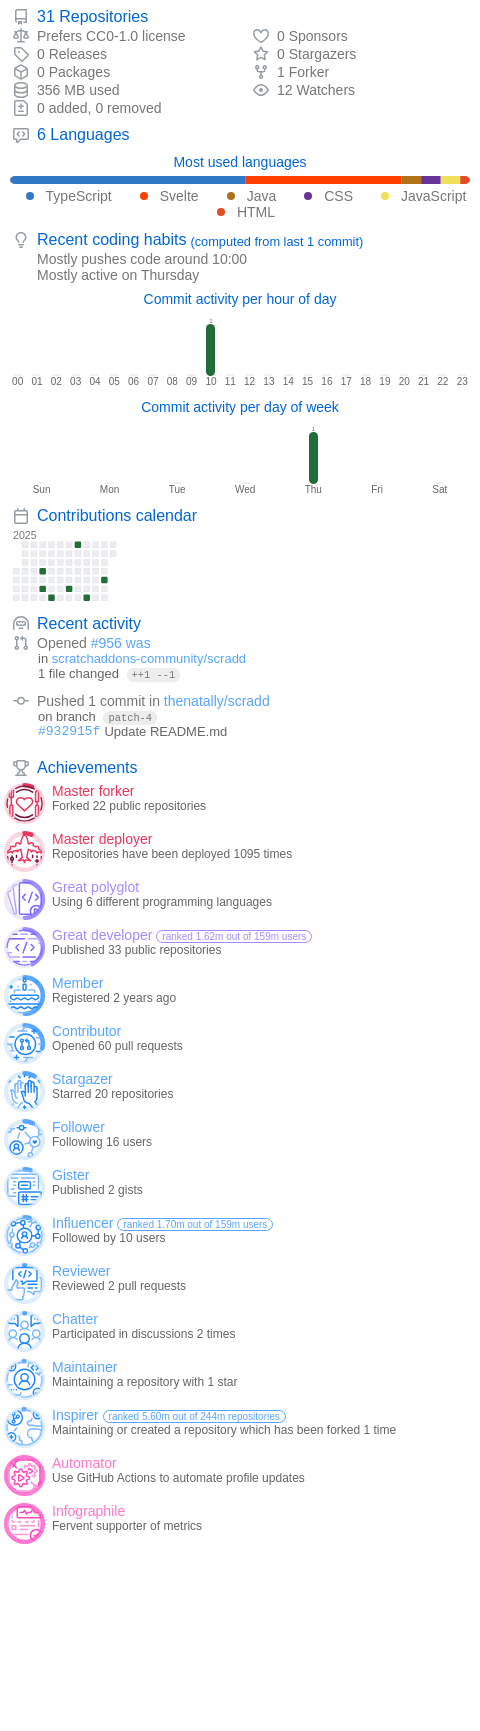 31 Repositories
Prefers CC0-1.0 license
0 Sponsors
0 Releases
0 Stargazers
0 Packages
1 Forker
356 MB used
12 Watchers
0 added, 0 removed
6 Languages
Most used languages
TypeScript Svelte Java CSS JavaScript
HTML
Recent coding habits (computed from last 1 commit)
Mostly pushes code around 10:00
Mostly active on Thursday
Commit activity per hour of day
1
00 01 02 03 04 05 06 07 08 09 10 11 12 13 14 15 16 17 18 19 20 21 22 23
Commit activity per day of week
1
Sun Mon Tue Wed Thu Fri Sat
Contributions calendar
2025
Recent activity
Opened #956 was
in scratchaddons-community/scradd
1 file changed ++1 --1
Pushed 1 commit in thenatally/scradd
on branch patch-4
#932915f Update README.md
Achievements
Master forker
Forked 22 public repositories
Master deployer
Repositories have been deployed 1095 times
Great polyglot
Using 6 different programming languages
Great developer ranked 1.62m out of 159m users
Published 33 public repositories
Member
Registered 2 years ago
Contributor
Opened 60 pull requests
Stargazer
Starred 20 repositories
Follower
Following 16 users
Gister
Published 2 gists
Influencer ranked 1.70m out of 159m users
Followed by 10 users
Reviewer
Reviewed 2 pull requests
Chatter
Participated in discussions 2 times
Maintainer
Maintaining a repository with 1 star
Inspirer ranked 5.60m out of 244m repositories
Maintaining or created a repository which has been forked 1 time
Automator
Use GitHub Actions to automate profile updates
Infographile
Fervent supporter of metrics